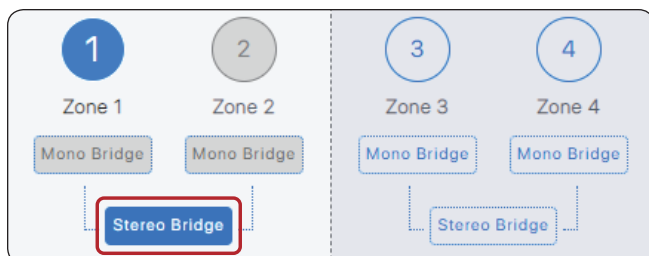 1 2 3 4
Zone 1 Zone 2 Zone 3 Zone 4
Mono Bridge Mono Bridge Mono Bridge Mono Bridge
Stereo Bridge Stereo Bridge